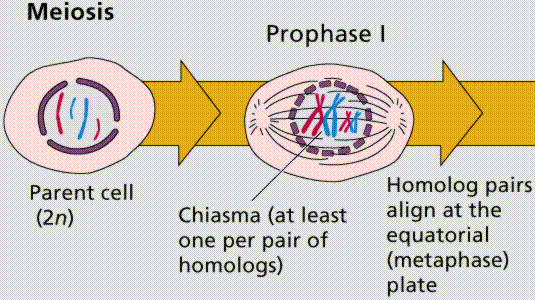 Meiosis
Prophase I
Parent cell
(2n)
Chiasma (at least
one per pair of
homologs)
Homolog pairs
align at the
equatorial
(metaphase)
plate